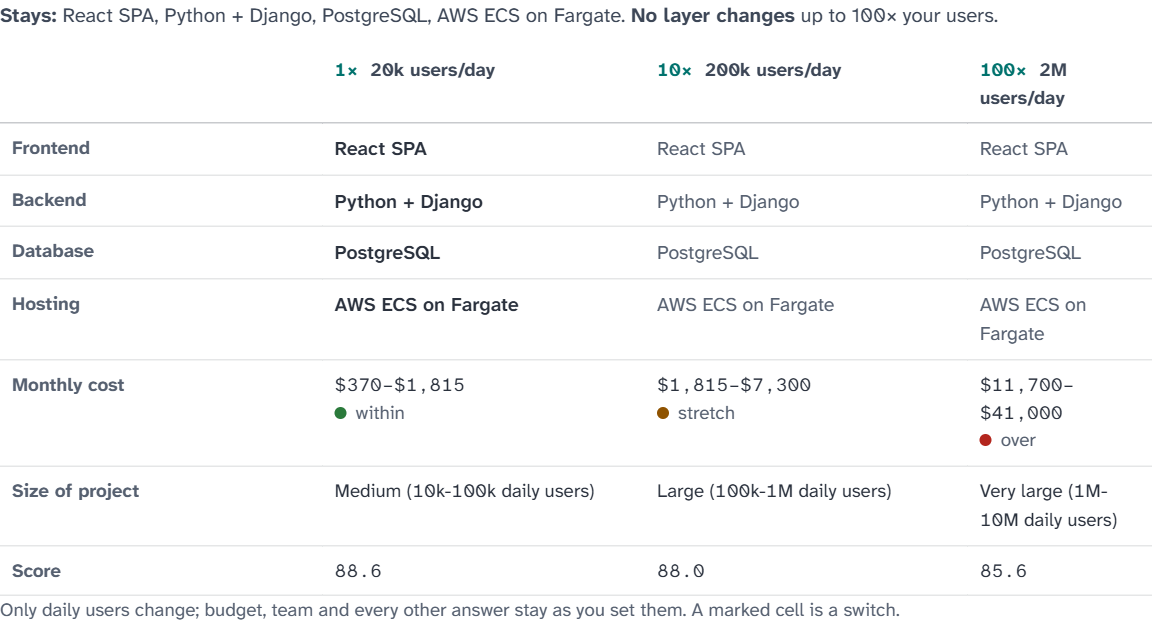 Stays: React SPA, Python + Django, PostgreSQL, AWS ECS on Fargate. No layer changes up to 100× your users.
1× 20k users/day 10× 200k users/day 100× 2M
users/day
Frontend React SPA React SPA React SPA
Backend Python + Django Python + Django Python + Django
Database PostgreSQL PostgreSQL PostgreSQL
Hosting AWS ECS on Fargate AWS ECS on Fargate AWS ECS on
Fargate
Monthly cost $370–$1,815 $1,815–$7,300 $11,700–
within stretch $41,000
over
Size of project Medium (10k-100k daily users) Large (100k-1M daily users) Very large (1M-
10M daily users)
Score 88.6 88.0 85.6
Only daily users change; budget, team and every other answer stay as you set them. A marked cell is a switch.